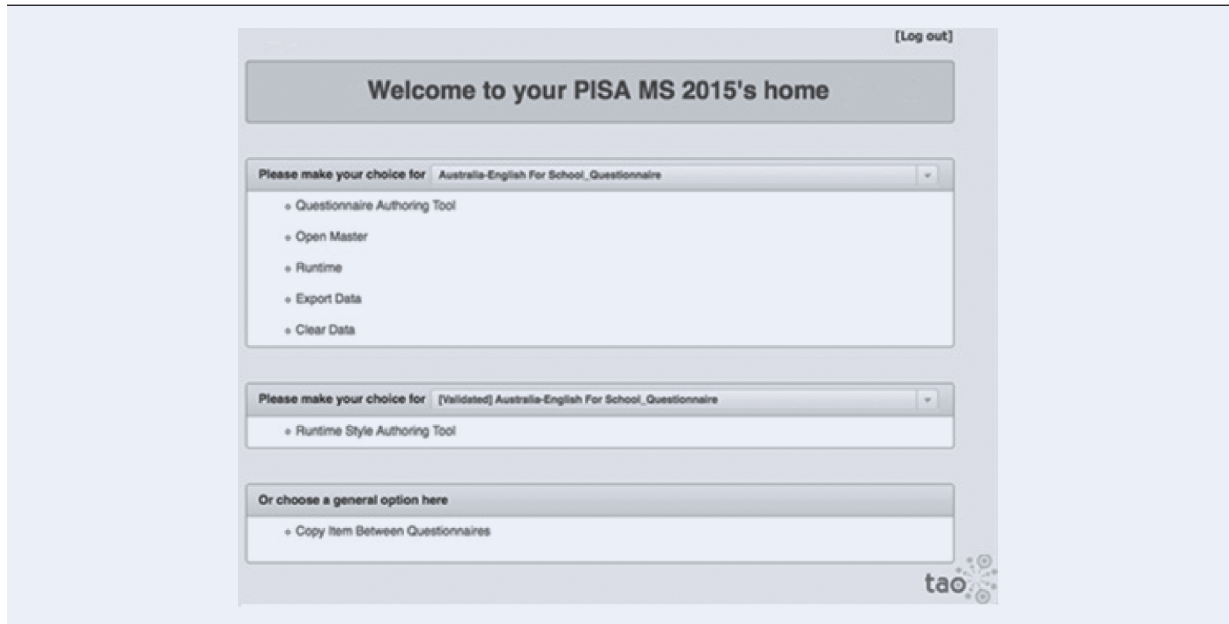 [Log out]
Welcome to your PISA MS 2015's home
Please make your choice for Australia-English For School_Questionnaire
Questionnaire Authoring Tool
Open Master
Runtime
Export Data
Clear Data
Please make your choice for [Validated] Australia-English For School_Questionnaire
Runtime Style Authoring Tool
Or choose a general option here
Copy Item Between Questionnaires
tao